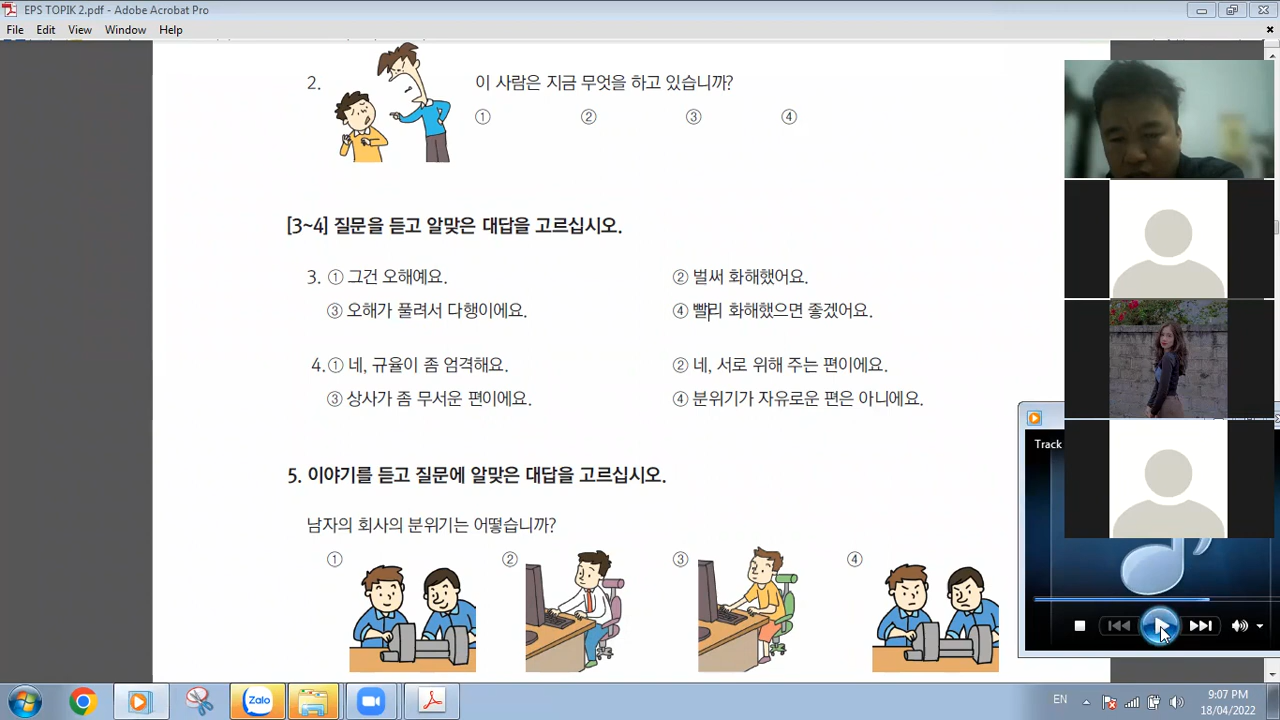 EPS TOPIK 2.pdf - Adobe Acrobat Pro
File Edit View Window Help
2. 이 사람은 지금 무엇을 하고 있습니까?
① ② ③ ④
[3~4] 질문을 듣고 알맞은 대답을 고르십시오.
3. ① 그건 오해예요. ② 벌써 화해했어요.
③ 오해가 풀려서 다행이에요. ④ 빨리 화해했으면 좋겠어요.
4. ① 네, 규율이 좀 엄격해요. ② 네, 서로 위해 주는 편이에요.
③ 상사가 좀 무서운 편이에요. ④ 분위기가 자유로운 편은 아니에요.
5. 이야기를 듣고 질문에 알맞은 대답을 고르십시오.
남자의 회사의 분위기는 어떻습니까?
① ② ③ ④
Track
Zalo
EN
9:07 PM
18/04/2022